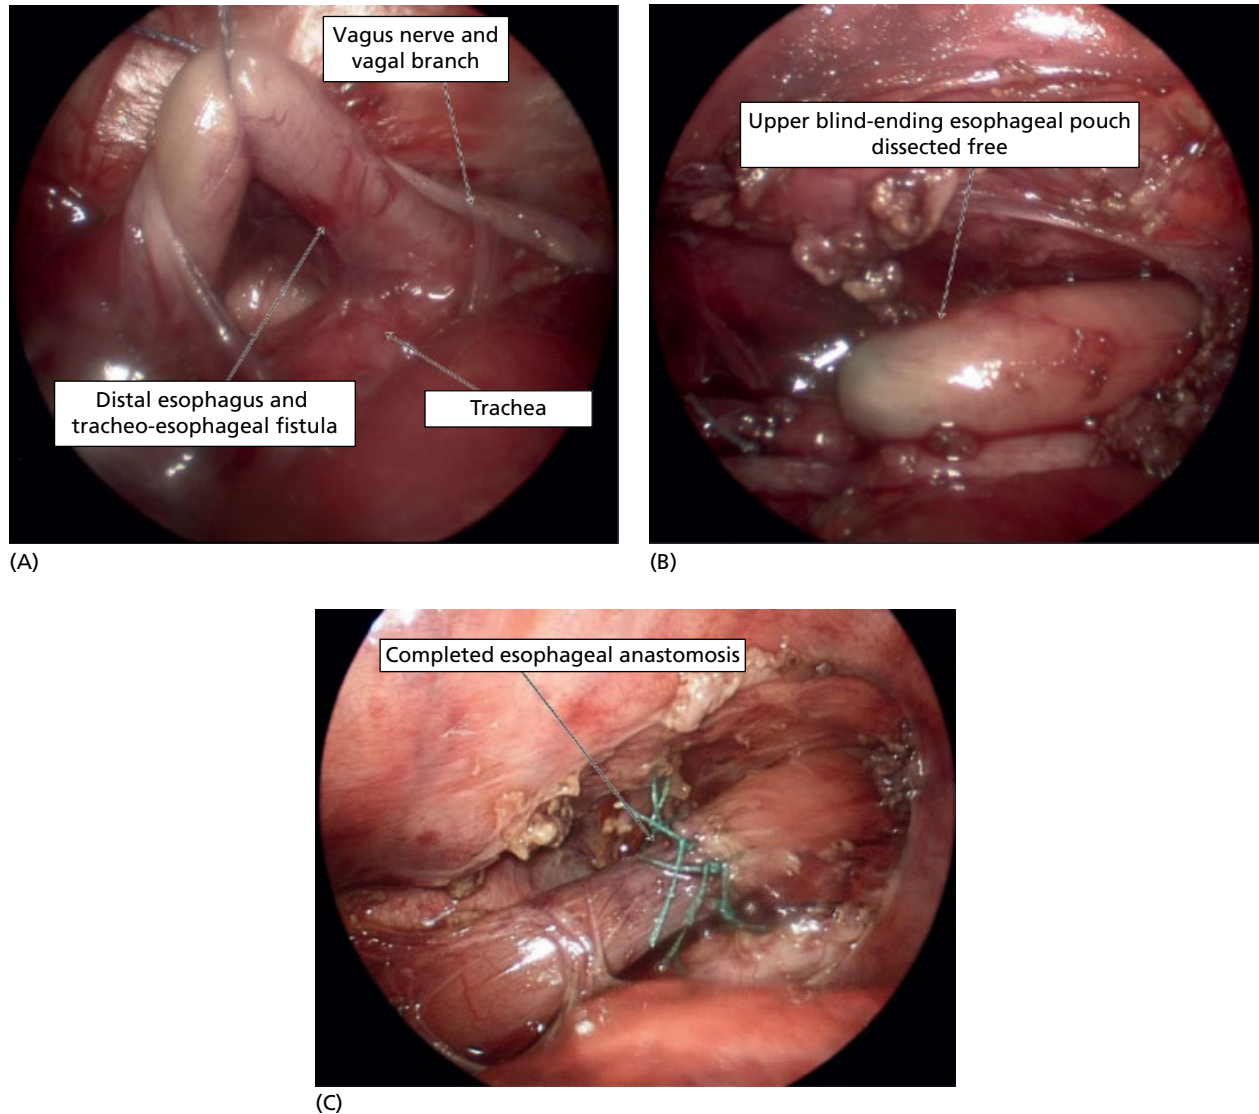 Vagus nerve and
vagal branch
Distal esophagus and
tracheo-esophageal fistula
Trachea
(A)
Upper blind-ending esophageal pouch
dissected free
(B)
Completed esophageal anastomosis
(C)